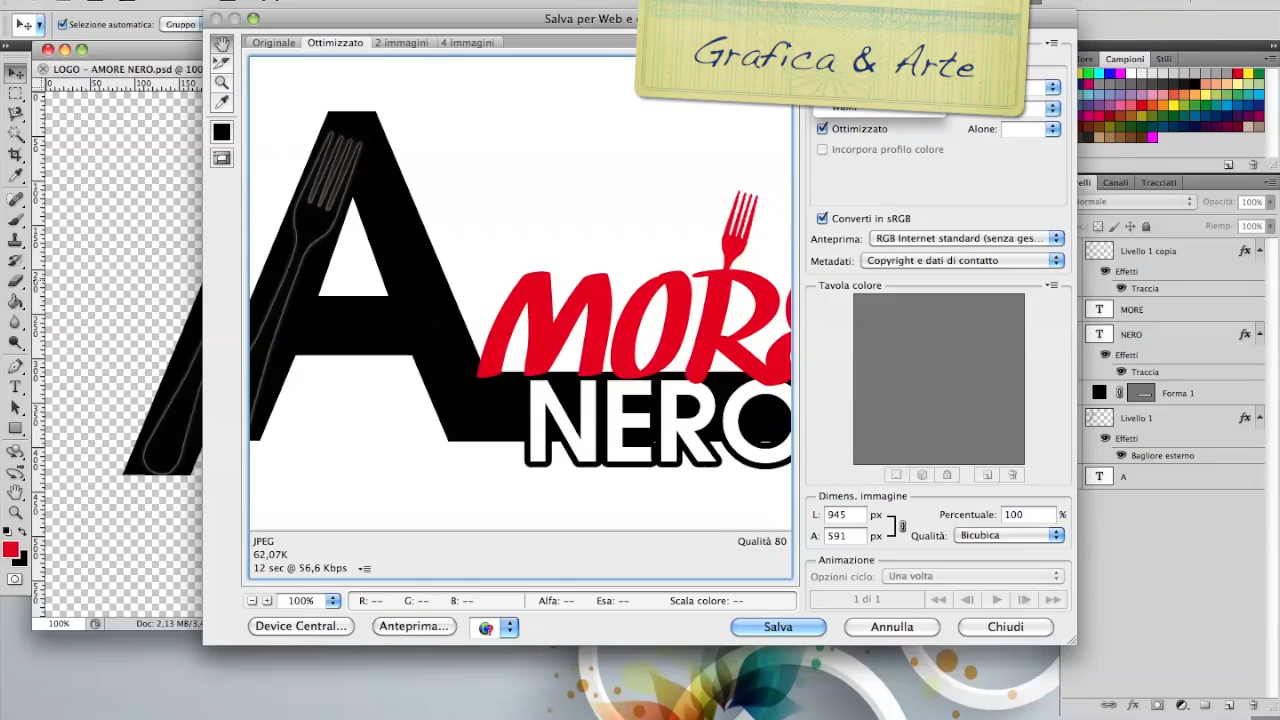 Salva per Web e
Grafica & Arte
Selezione automatica:
Gruppo
LOGO - AMORE NERO.psd @ 100
Originale
Ottimizzato
2 immagini
4 immagini
Campioni
Stili
Ottimizzato
Alone:
Incorpora profilo colore
Converti in sRGB
Anteprima:
RGB Internet standard (senza ges...
Metadati:
Copyright e dati di contatto
Tavola colore
Canali
Tracciati
Opacità:
100%
Riemp.
100%
Livello 1 copia
fx
Effetti
Traccia
T
MORE
T
NERO
fx
Effetti
Traccia
Forma 1
Livello 1
fx
Effetti
Bagliore esterno
T
A
AMOR
NERO
JPEG
62,07K
12 sec @ 56,6 Kbps
Qualità 80
Dimens. immagine
L:
945
px
Percentuale:
100
%
A:
591
px
Qualità:
Bicubica
Animazione
Opzioni ciclo:
Una volta
1 di 1
100%
R: --
G: --
B: --
Alfa: --
Esa: --
Scala colore: --
Device Central...
Anteprima...
Salva
Annulla
Chiudi
100%
Doc: 2,13 MB/3,4